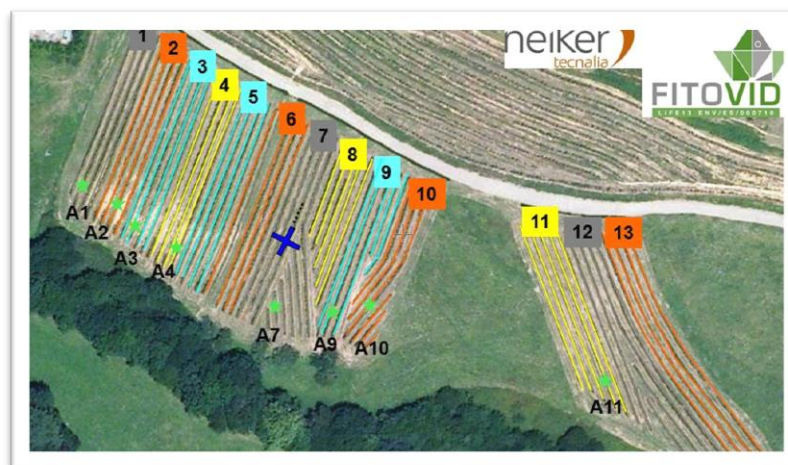 neiker
tecnalia
FITOVID
LIFE13 ENV/ES/000710
1
2
3
4
5
6
7
8
9
10
11
12
13
A1
A2
A3
A4
A7
A9
A10
A11